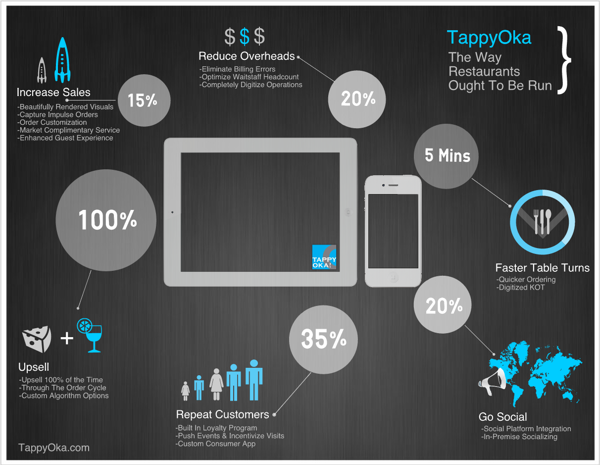 TappyOka
The Way
Restaurants
Ought To Be Run
$ $ $
Reduce Overheads
-Eliminate Billing Errors
-Optimize Waitstaff Headcount
-Completely Digitize Operations
20%
Increase Sales
-Beautifully Rendered Visuals
-Capture Impulse Orders
-Order Customization
-Market Complimentary Service
-Enhanced Guest Experience
15%
5 Mins
Faster Table Turns
-Quicker Ordering
-Digitized KOT
100%
+
Upsell
-Upsell 100% of the Time
-Through The Order Cycle
-Custom Algorithm Options
TAPPY
OKA!
35%
Repeat Customers
-Built In Loyalty Program
-Push Events & Incentivize Visits
-Custom Consumer App
20%
Go Social
-Social Platform Integration
-In-Premise Socializing
TappyOka.com